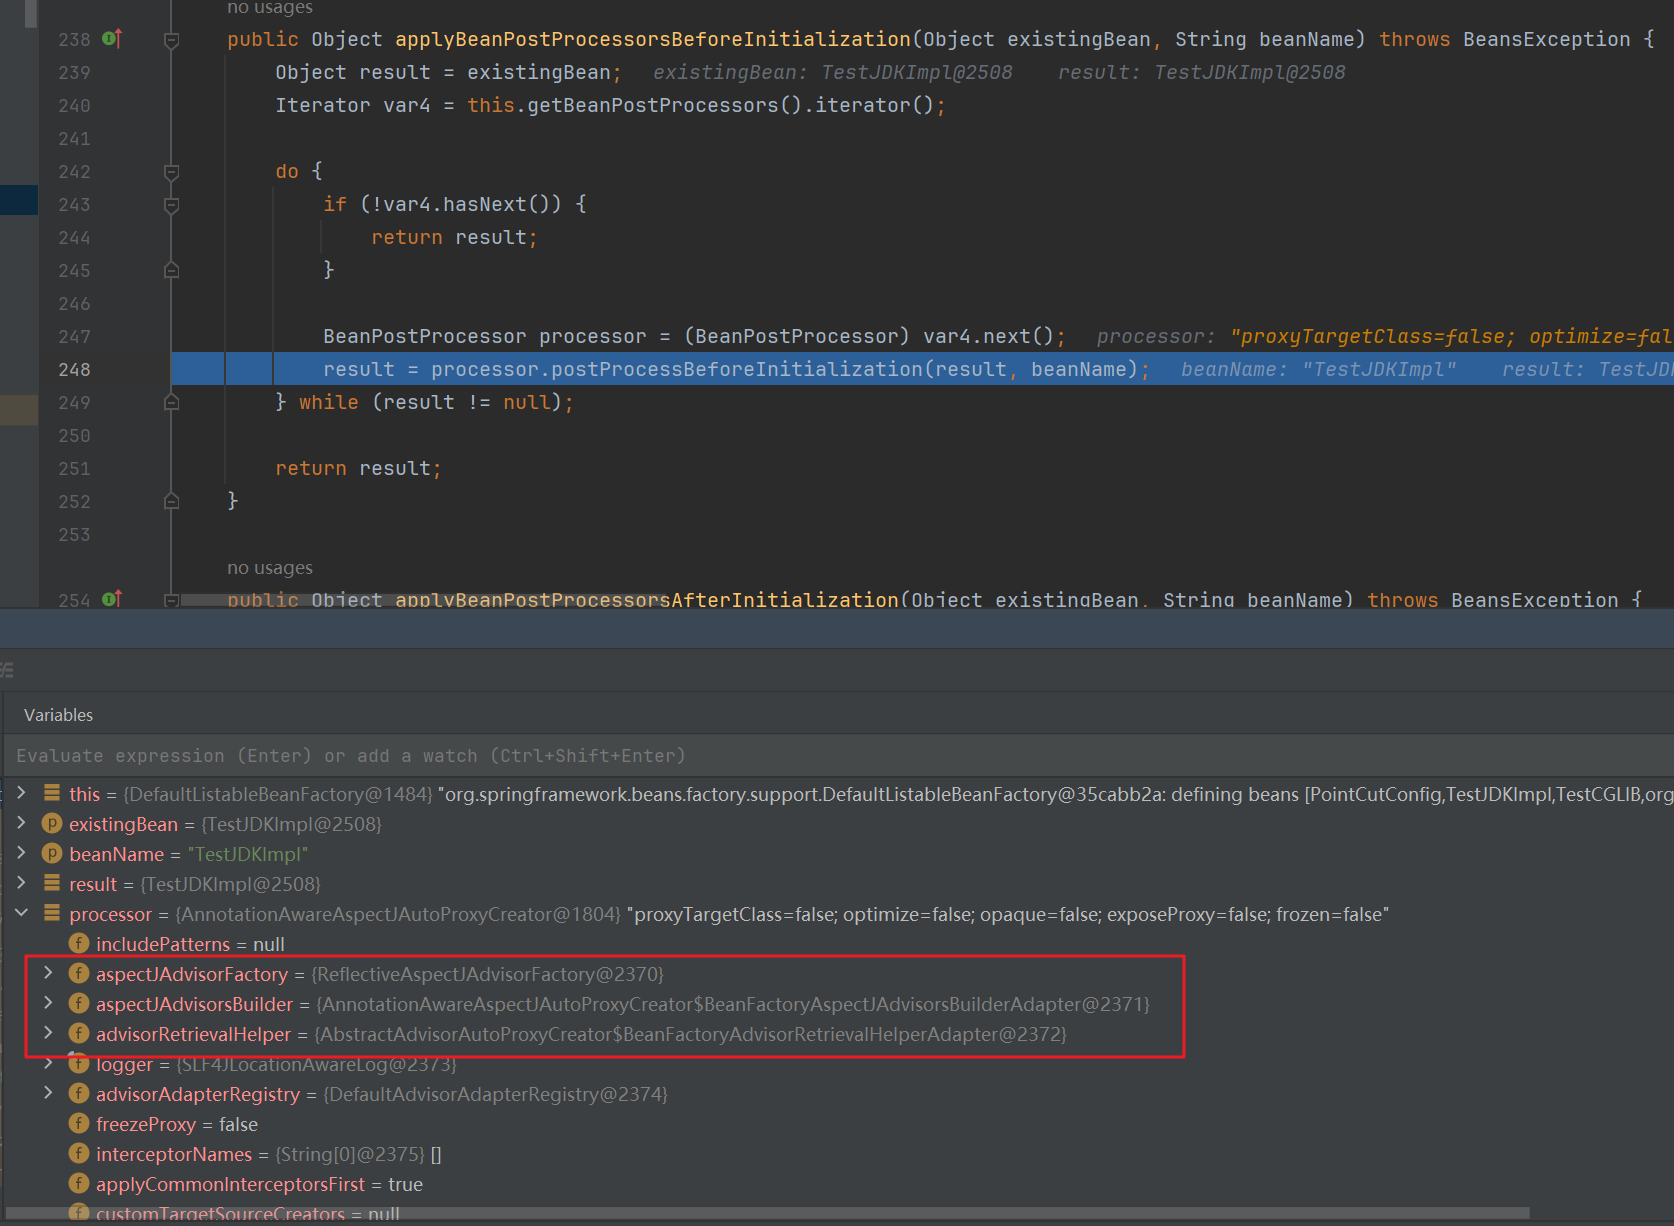 no usages
238 public Object applyBeanPostProcessorsBeforeInitialization(Object existingBean, String beanName) throws BeansException {
239 Object result = existingBean; existingBean: TestJDKImpl@2508 result: TestJDKImpl@2508
240 Iterator var4 = this.getBeanPostProcessors().iterator();
241
242 do {
243 if (!var4.hasNext()) {
244 return result;
245 }
246
247 BeanPostProcessor processor = (BeanPostProcessor) var4.next(); processor: "proxyTargetClass=false; optimize=fal
248 result = processor.postProcessBeforeInitialization(result, beanName); beanName: "TestJDKImpl" result: TestJD
249 } while (result != null);
250
251 return result;
252 }
253
no usages
254 public Object applyBeanPostProcessorsAfterInitialization(Object existingBean, String beanName) throws BeansException {
Variables
Evaluate expression (Enter) or add a watch (Ctrl+Shift+Enter)
this = {DefaultListableBeanFactory@1484} "org.springframework.beans.factory.support.DefaultListableBeanFactory@35cabb2a: defining beans [PointCutConfig,TestJDKImpl,TestCGLIB,org
p existingBean = {TestJDKImpl@2508}
p beanName = "TestJDKImpl"
result = {TestJDKImpl@2508}
processor = {AnnotationAwareAspectJAutoProxyCreator@1804} "proxyTargetClass=false; optimize=false; opaque=false; exposeProxy=false; frozen=false"
f includePatterns = null
f aspectJAdvisorFactory = {ReflectiveAspectJAdvisorFactory@2370}
f aspectJAdvisorsBuilder = {AnnotationAwareAspectJAutoProxyCreator$BeanFactoryAspectJAdvisorsBuilderAdapter@2371}
f advisorRetrievalHelper = {AbstractAdvisorAutoProxyCreator$BeanFactoryAdvisorRetrievalHelperAdapter@2372}
f logger = {SLF4JLocationAwareLog@2373}
f advisorAdapterRegistry = {DefaultAdvisorAdapterRegistry@2374}
f freezeProxy = false
f interceptorNames = {String[0]@2375} []
f applyCommonInterceptorsFirst = true
f customTargetSourceCreators = null